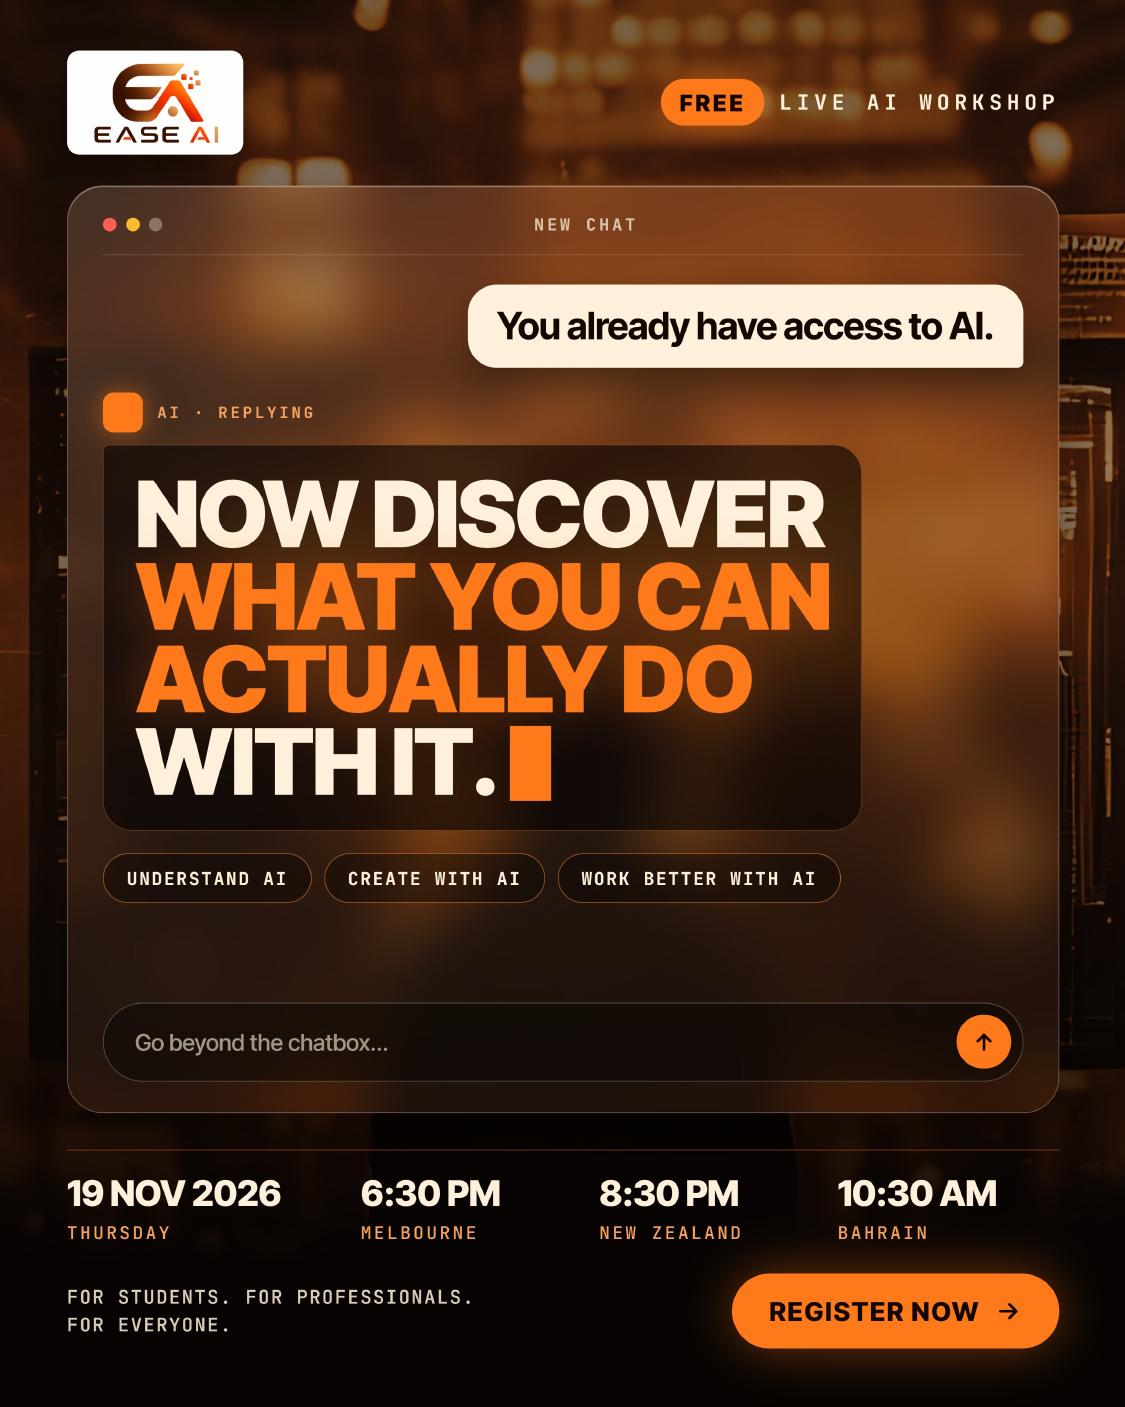 EASE AI
FREE LIVE AI WORKSHOP
NEW CHAT
You already have access to AI.
AI · REPLYING
NOW DISCOVER
WHAT YOU CAN
ACTUALLY DO
WITH IT.
UNDERSTAND AI CREATE WITH AI WORK BETTER WITH AI
Go beyond the chatbox...
19 NOV 2026 6:30 PM 8:30 PM 10:30 AM
THURSDAY MELBOURNE NEW ZEALAND BAHRAIN
FOR STUDENTS. FOR PROFESSIONALS.
FOR EVERYONE.
REGISTER NOW →